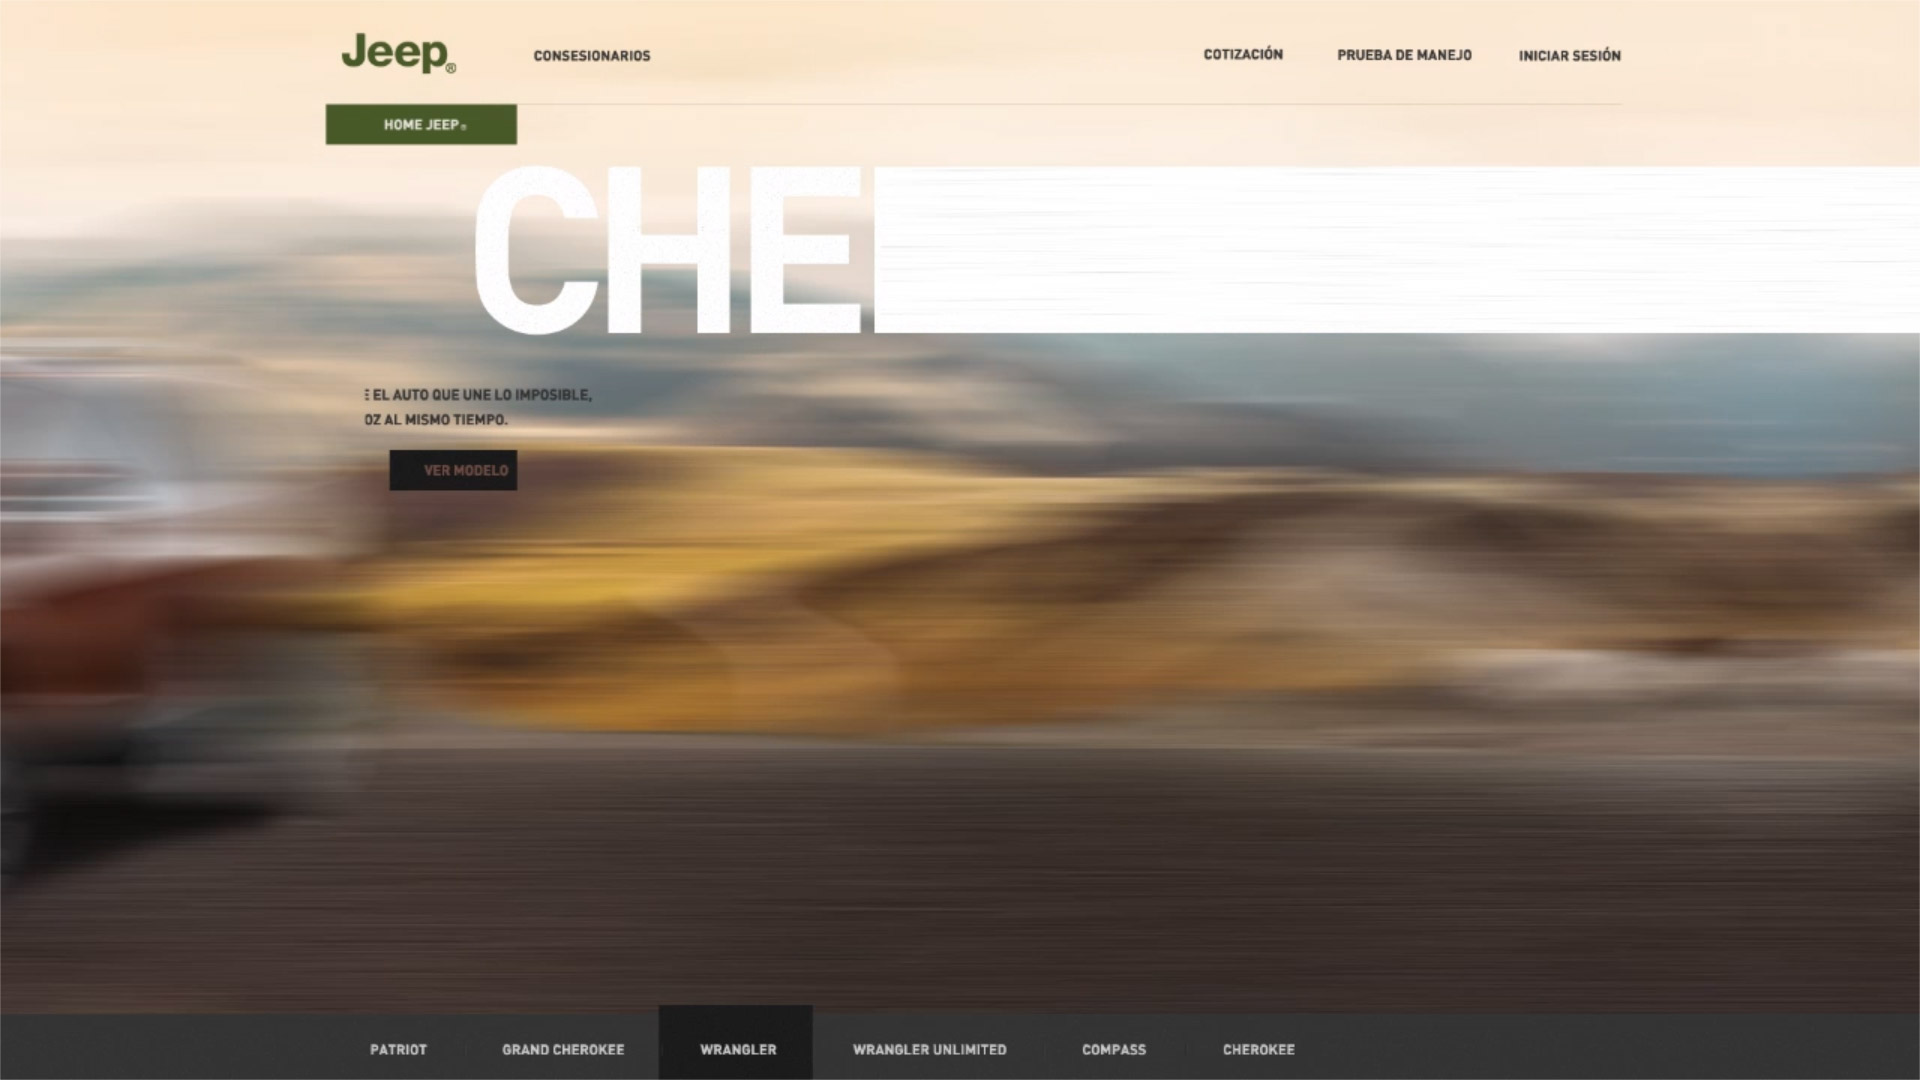 Jeep®
CONSESIONARIOS
COTIZACIÓN
PRUEBA DE MANEJO
INICIAR SESIÓN
HOME JEEP®
CHE
EL AUTO QUE UNE LO IMPOSIBLE,
OZ AL MISMO TIEMPO.
VER MODELO
PATRIOT
GRAND CHEROKEE
WRANGLER
WRANGLER UNLIMITED
COMPASS
CHEROKEE